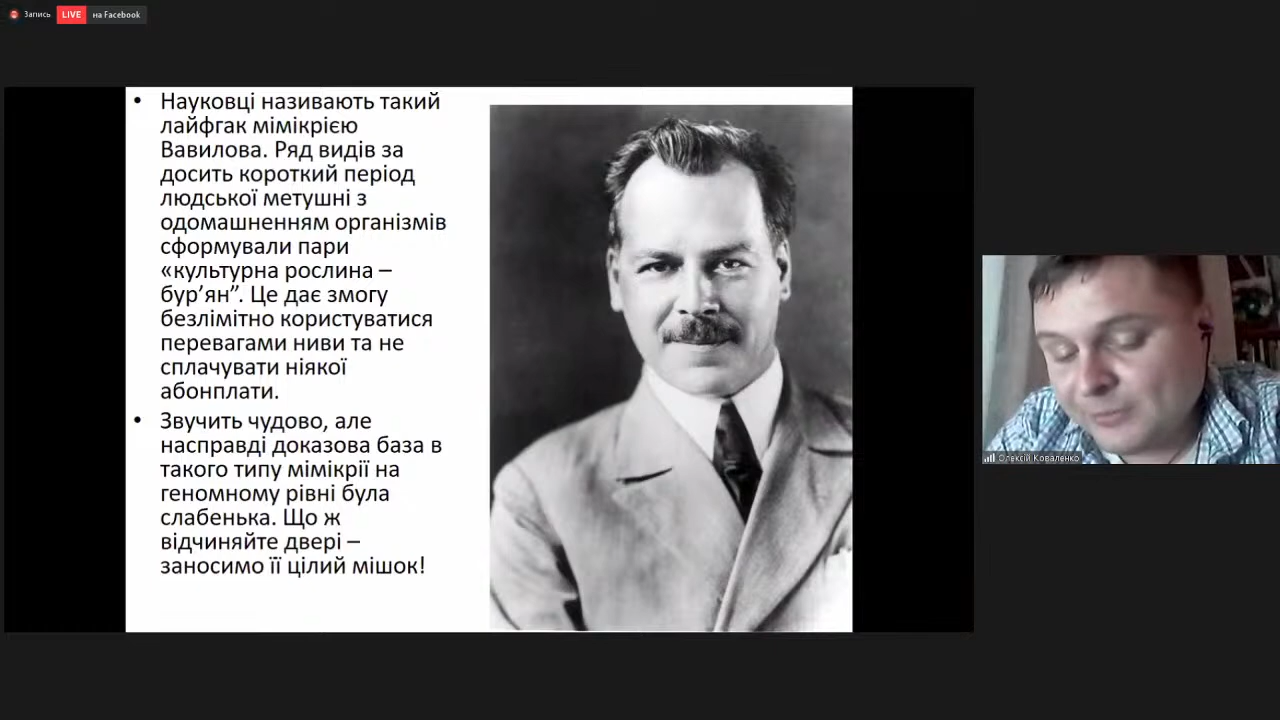 Запись
LIVE
на Facebook
• Науковці називають такий
лайфгак мімікрією
Вавилова. Ряд видів за
досить короткий період
людської метушні з
одомашненням організмів
сформували пари
«культурна рослина –
бур’ян”. Це дає змогу
безлімітно користуватися
перевагами ниви та не
сплачувати ніякої
абонплати.
• Звучить чудово, але
насправді доказова база в
такого типу мімікрії на
геномному рівні була
слабенька. Що ж
відчиняйте двері –
заносимо її цілий мішок!
Олексій Коваленко